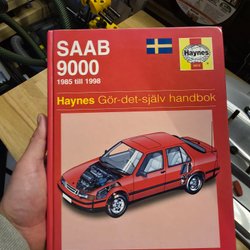 SAAB
9000
1985 till 1998
Haynes
Haynes Gör-det-själv handbok